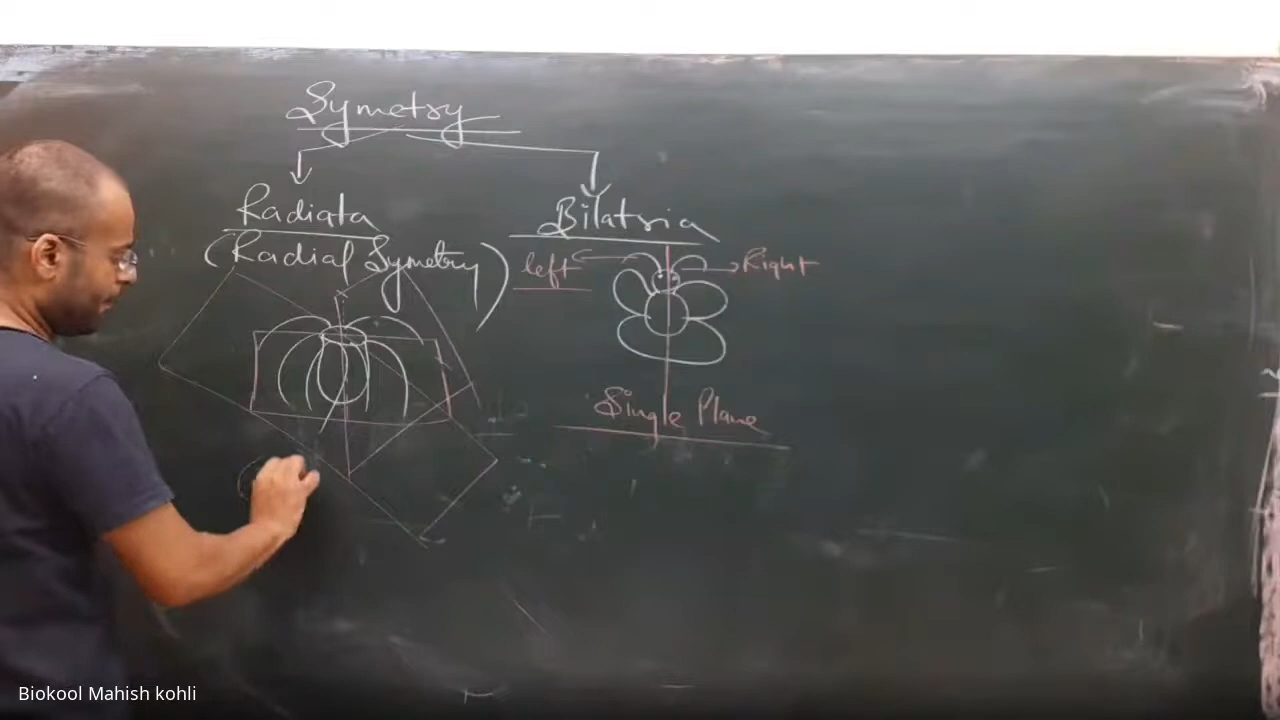 Symetry
Radiata
(Radial Symetry)
Bilatria
left
Right
Single Plane
Biokool Mahish kohli